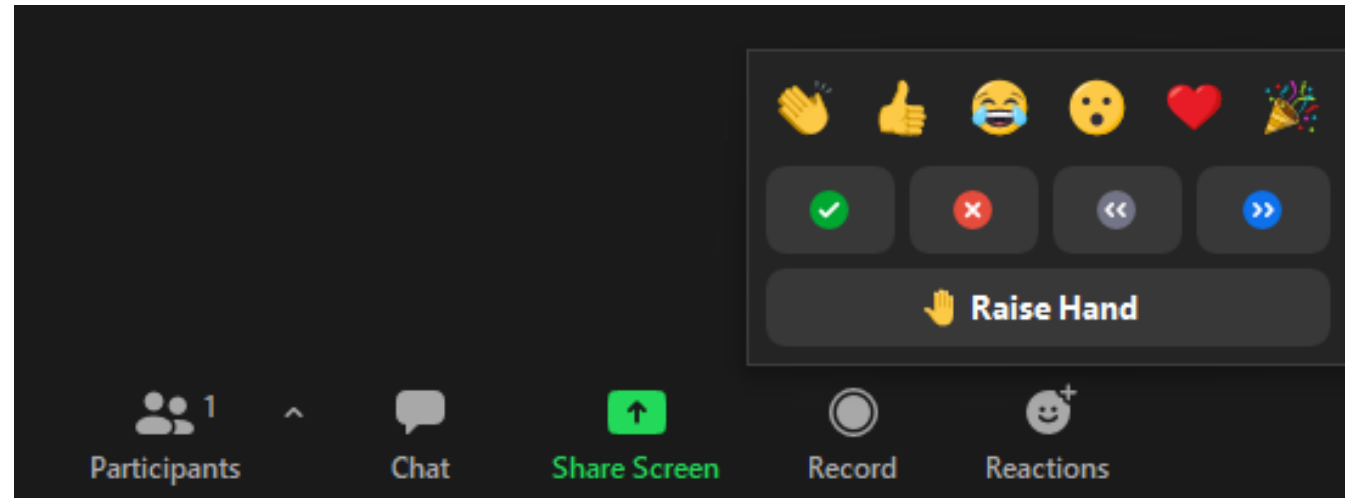 Raise Hand
1
Participants
Chat
Share Screen
Record
Reactions